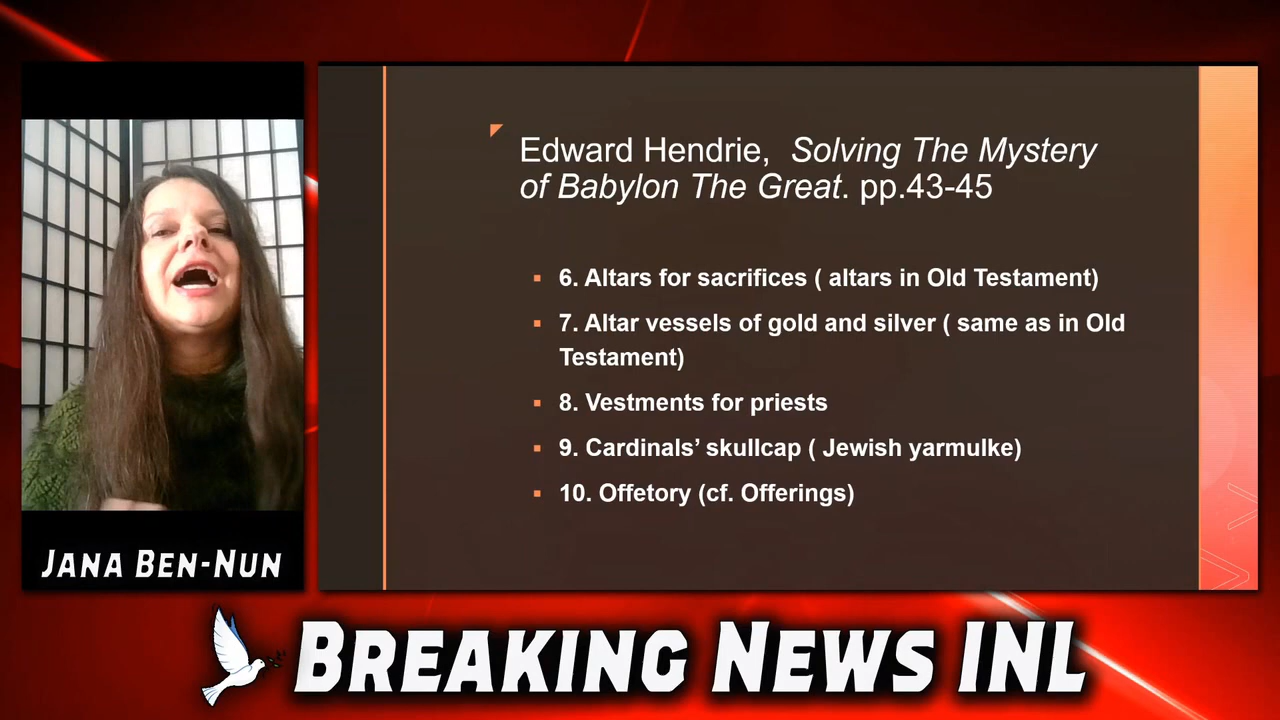 Edward Hendrie, Solving The Mystery
of Babylon The Great. pp.43-45
6. Altars for sacrifices ( altars in Old Testament)
7. Altar vessels of gold and silver ( same as in Old
Testament)
8. Vestments for priests
9. Cardinals’ skullcap ( Jewish yarmulke)
10. Offetory (cf. Offerings)
JANA BEN-NUN
BREAKING NEWS INL